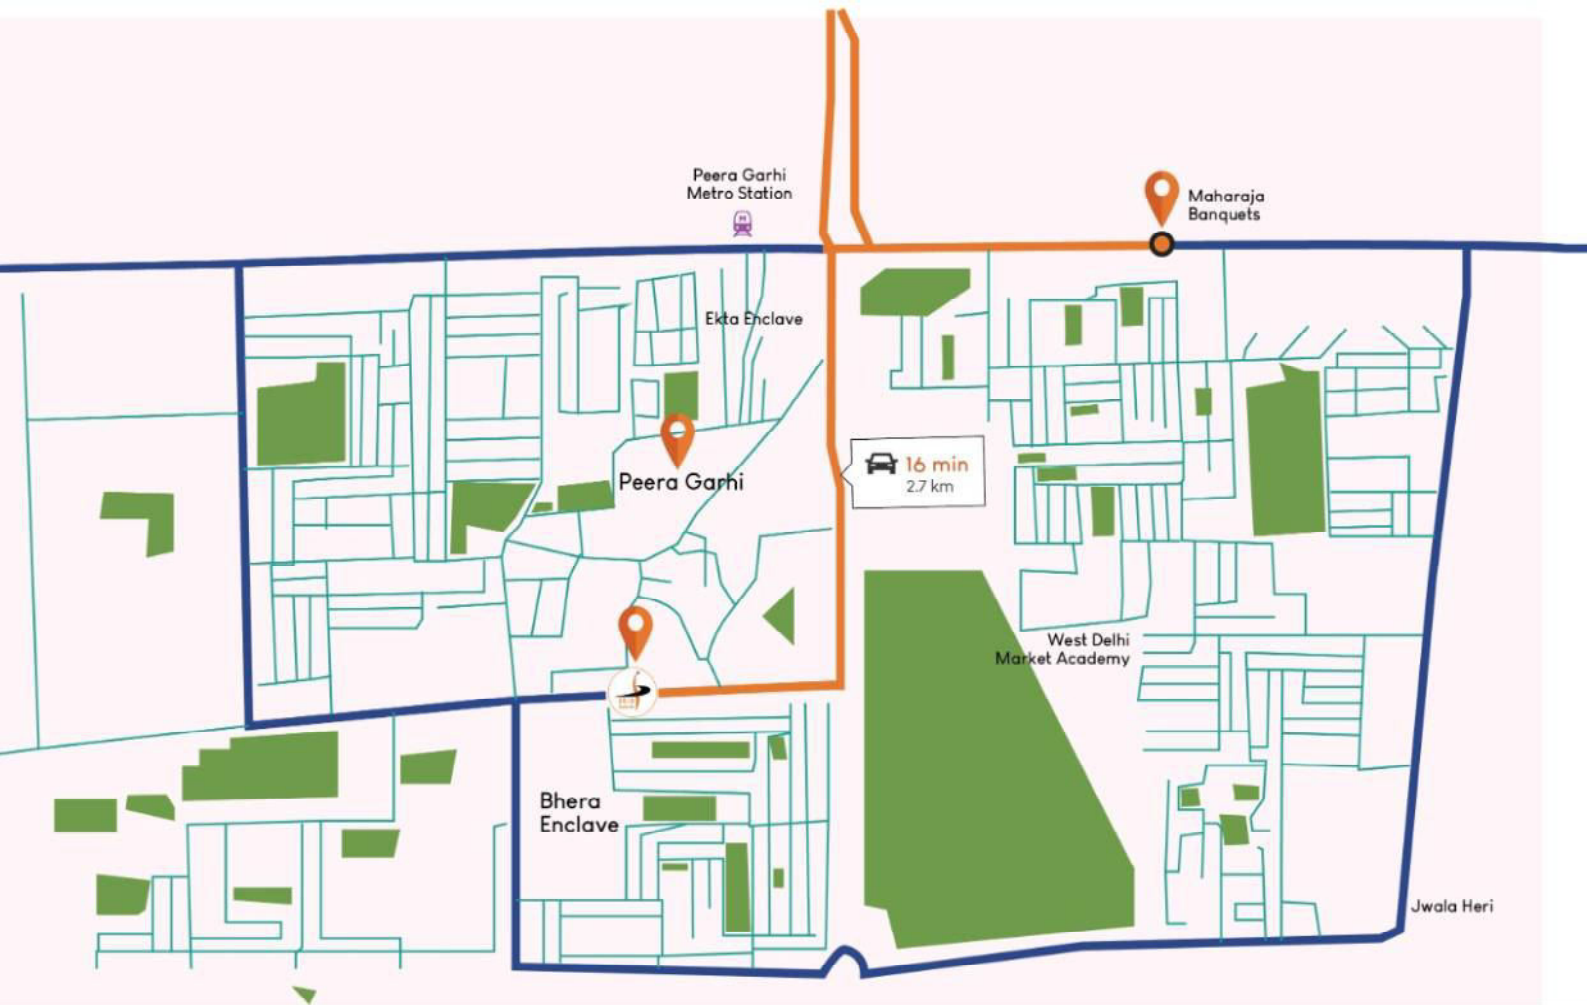 Peera Garhi
Metro Station
M
Maharaja
Banquets
Ekta Enclave
16 min
2.7 km
Peera Garhi
West Delhi
Market Academy
Bhera
Enclave
Jwala Heri